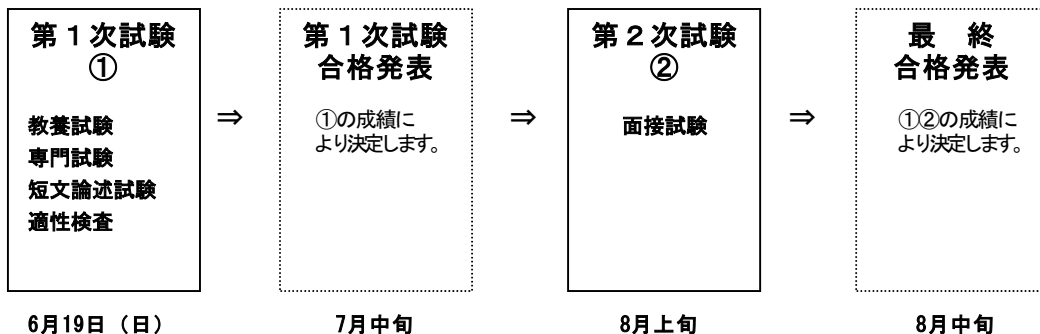 第１次試験
①
教養試験
専門試験
短文論述試験
適性検査
6月19日（日）
⇒
第１次試験
合格発表
①の成績に
より決定します。
7月中旬
⇒
第２次試験
②
面接試験
8月上旬
⇒
最　終
合格発表
①②の成績に
より決定します。
8月中旬